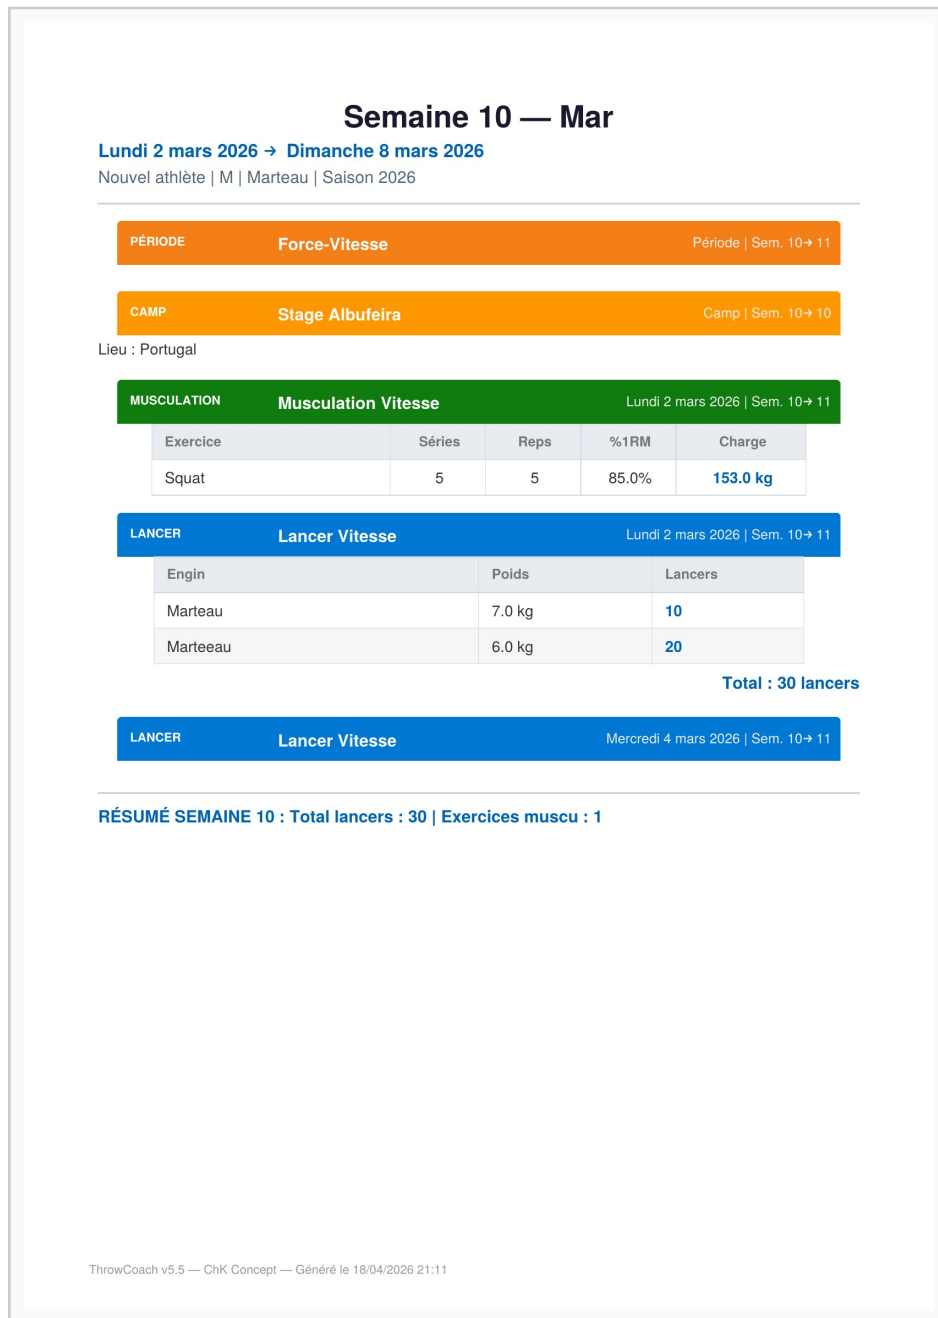 Semaine 10 — Mar
Lundi 2 mars 2026 → Dimanche 8 mars 2026
Nouvel athlète | M | Marteau | Saison 2026
PÉRIODE Force-Vitesse Période | Sem. 10→ 11
CAMP Stage Albufeira Camp | Sem. 10→ 10
Lieu : Portugal
MUSCULATION Musculation Vitesse Lundi 2 mars 2026 | Sem. 10→ 11
Exercice Séries Reps %1RM Charge
Squat 5 5 85.0% 153.0 kg
LANCER Lancer Vitesse Lundi 2 mars 2026 | Sem. 10→ 11
Engin Poids Lancers
Marteau 7.0 kg 10
Marteeau 6.0 kg 20
Total : 30 lancers
LANCER Lancer Vitesse Mercredi 4 mars 2026 | Sem. 10→ 11
RÉSUMÉ SEMAINE 10 : Total lancers : 30 | Exercices muscu : 1
ThrowCoach v5.5 — ChK Concept — Généré le 18/04/2026 21:11